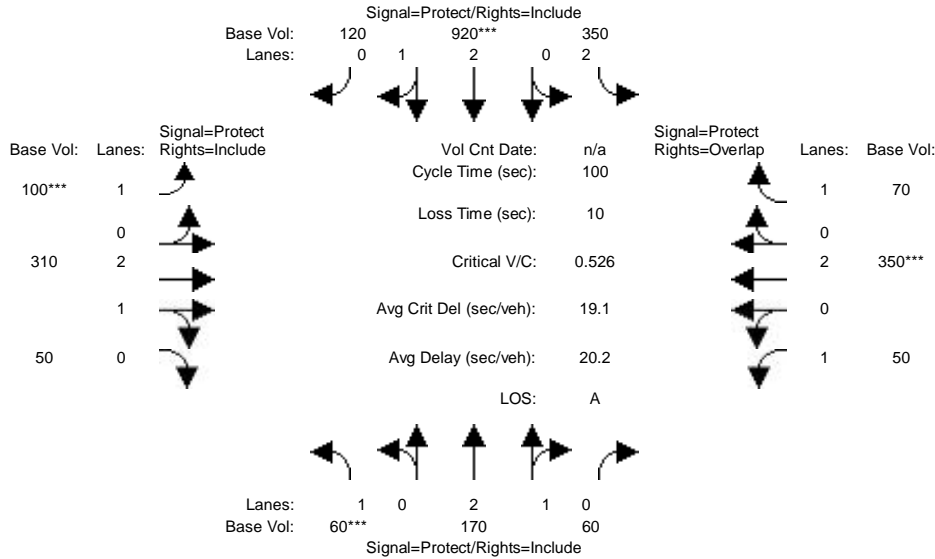 Signal=Protect/Rights=Include
Base Vol: 120 920*** 350
Lanes: 0 1 2 0 2
Signal=Protect
Base Vol: Lanes: Rights=Include
Vol Cnt Date: n/a
Signal=Protect
Rights=Overlap Lanes: Base Vol:
Cycle Time (sec): 100
100*** 1
1 70
Loss Time (sec): 10
0
0
310 2
Critical V/C: 0.526
2 350***
1
Avg Crit Del (sec/veh): 19.1
0
50 0
Avg Delay (sec/veh): 20.2
1 50
LOS: A
Lanes: 1 0 2 1 0
Base Vol: 60*** 170 60
Signal=Protect/Rights=Include